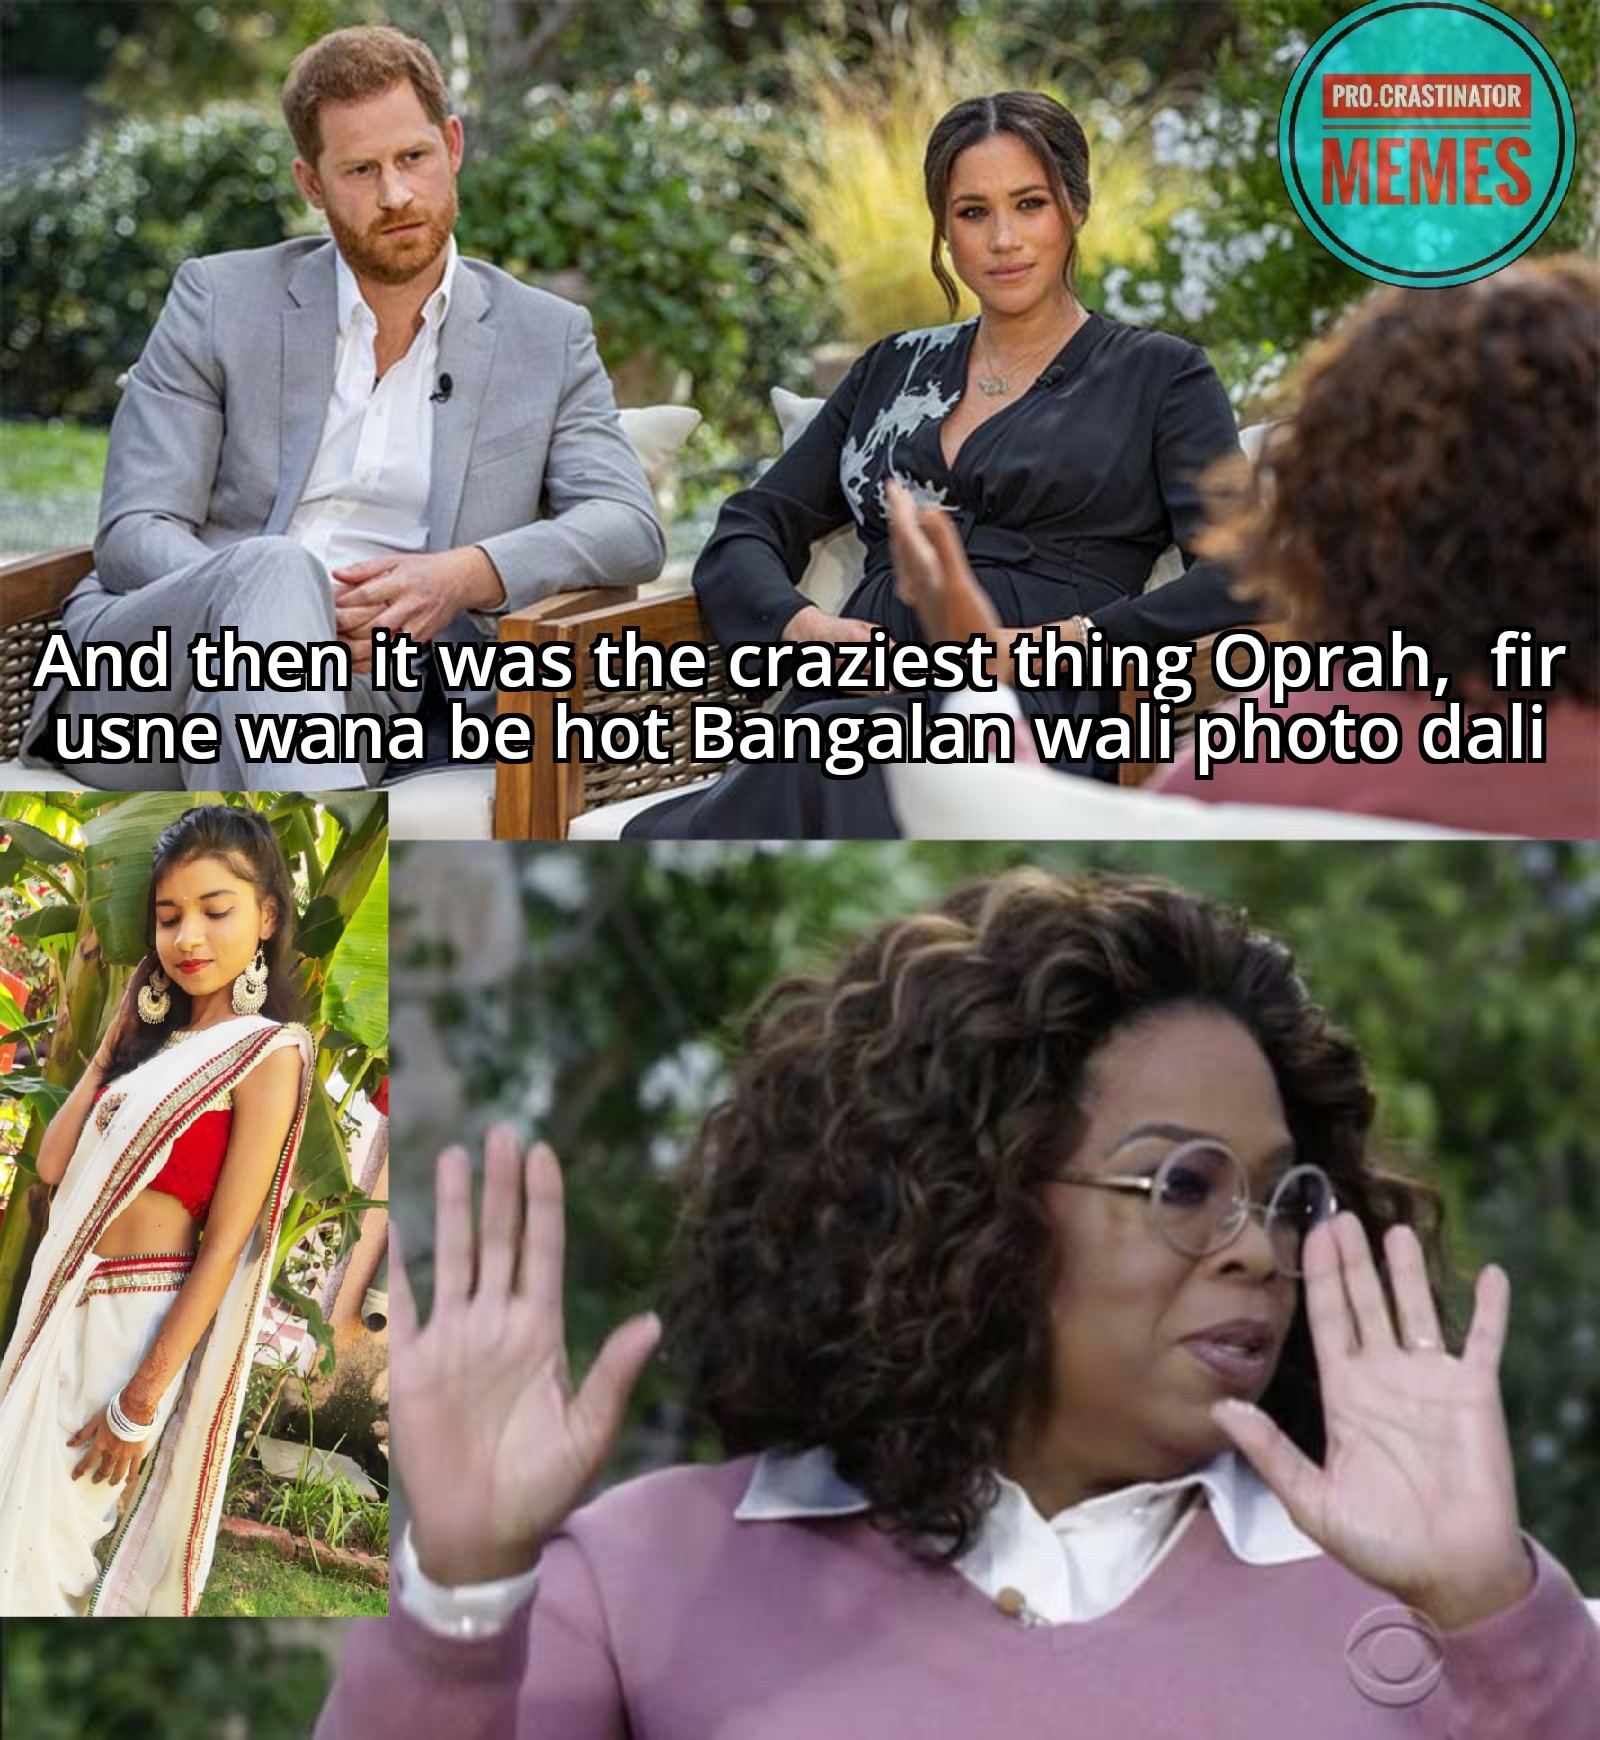 PRO.CRASTINATOR
MEMES
And then it was the craziest thing Oprah, fir
usne wana be hot Bangalan wali photo dali